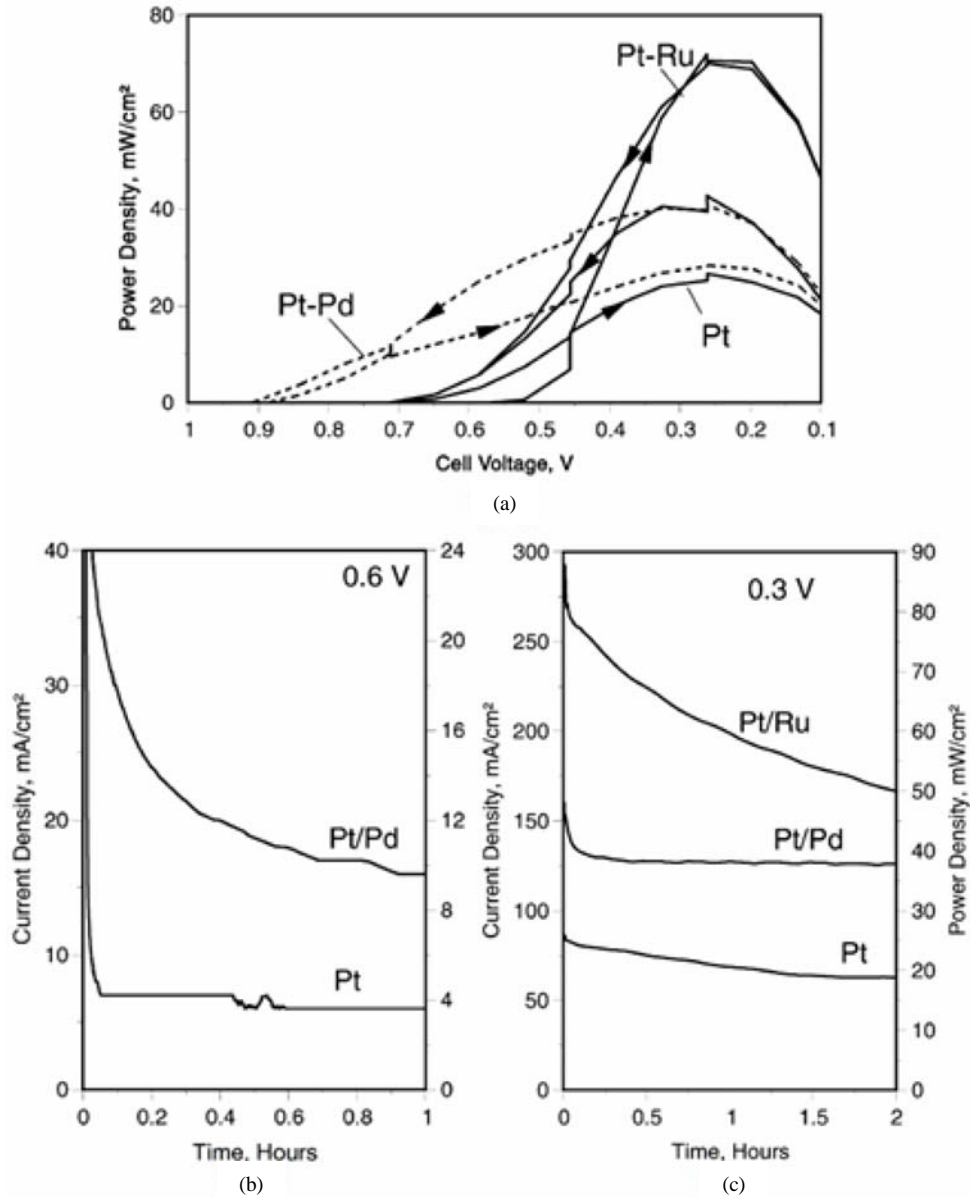 80
60
40
20
0
Power Density, mW/cm²
Pt-Ru
Pt-Pd
Pt
1 0.9 0.8 0.7 0.6 0.5 0.4 0.3 0.2 0.1
Cell Voltage, V
(a)
40
30
20
10
0
Current Density, mA/cm²
0.6 V
Pt/Pd
Pt
24
20
16
12
8
4
0
0 0.2 0.4 0.6 0.8 1
Time, Hours
(b)
300
250
200
150
100
50
0
Current Density, mA/cm²
0.3 V
Pt/Ru
Pt/Pd
Pt
90
80
70
60
50
40
30
20
10
0
Power Density, mW/cm²
0 0.5 1 1.5 2
Time, Hours
(c)